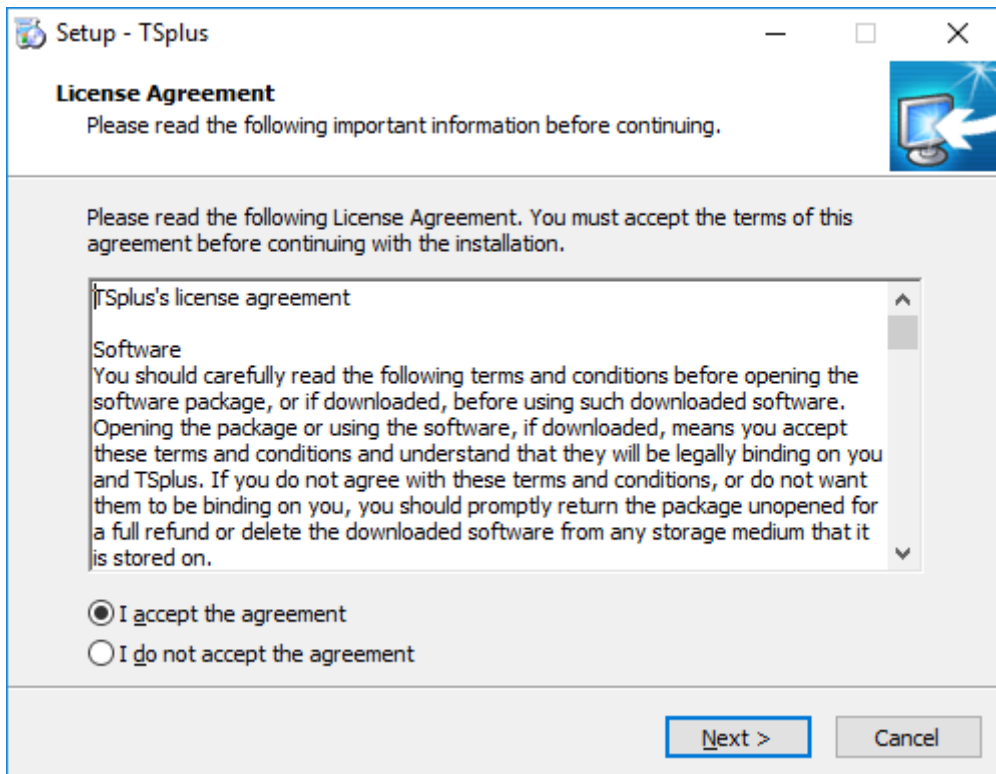 Setup - TSplus
License Agreement
Please read the following important information before continuing.
Please read the following License Agreement. You must accept the terms of this
agreement before continuing with the installation.
TSplus's license agreement
Software
You should carefully read the following terms and conditions before opening the
software package, or if downloaded, before using such downloaded software.
Opening the package or using the software, if downloaded, means you accept
these terms and conditions and understand that they will be legally binding on you
and TSplus. If you do not agree with these terms and conditions, or do not want
them to be binding on you, you should promptly return the package unopened for
a full refund or delete the downloaded software from any storage medium that it
is stored on.
I accept the agreement
I do not accept the agreement
Next >
Cancel